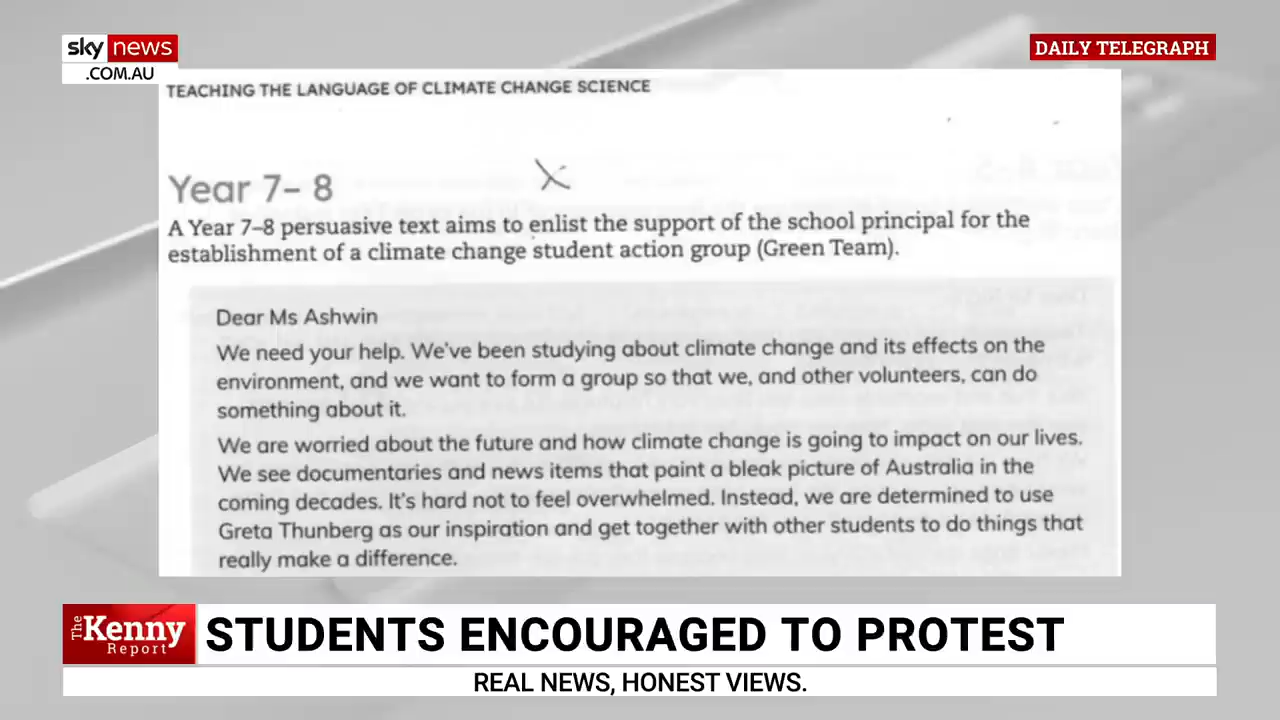 sky news
.COM.AU
DAILY TELEGRAPH
TEACHING THE LANGUAGE OF CLIMATE CHANGE SCIENCE
Year 7– 8
A Year 7–8 persuasive text aims to enlist the support of the school principal for the
establishment of a climate change student action group (Green Team).
Dear Ms Ashwin
We need your help. We've been studying about climate change and its effects on the
environment, and we want to form a group so that we, and other volunteers, can do
something about it.
We are worried about the future and how climate change is going to impact on our lives.
We see documentaries and news items that paint a bleak picture of Australia in the
coming decades. It's hard not to feel overwhelmed. Instead, we are determined to use
Greta Thunberg as our inspiration and get together with other students to do things that
really make a difference.
The Kenny Report
STUDENTS ENCOURAGED TO PROTEST
REAL NEWS, HONEST VIEWS.